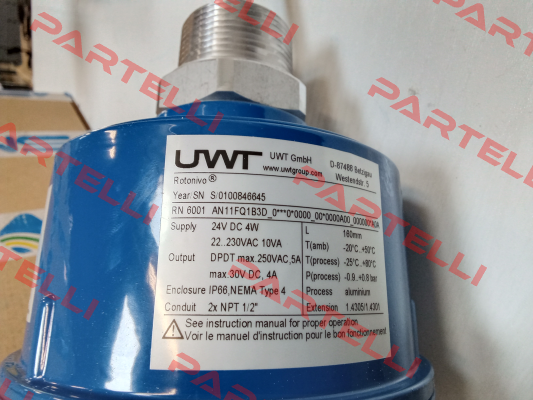 PARTELLI
PARTELLI
PARTELLI
PARTELLI
PARTELLI
UWT UWT GmbH D-87488 Betzigau
www.uwtgroup.com Westendstr. 5
Rotonivo®
Year SN S/0100846645
RN 6001 AN11FQ1B3D_0***0*0000_00*0000A00_
Supply 24V DC 4W L 160mm
22..230VAC 10VA T(amb) -20°C..+50°C
Output DPDT max.250VAC,5A T(process) -25°C..+80°C
max.30V DC, 4A P(process) -0.9..+0.8 bar
Enclosure IP66,NEMA Type 4 Process aluminium
Conduit 2x NPT 1/2" Extension 1.4305/1.4301
See instruction manual for proper operation
Voir le manuel d'instruction pour le bon fonctionnement